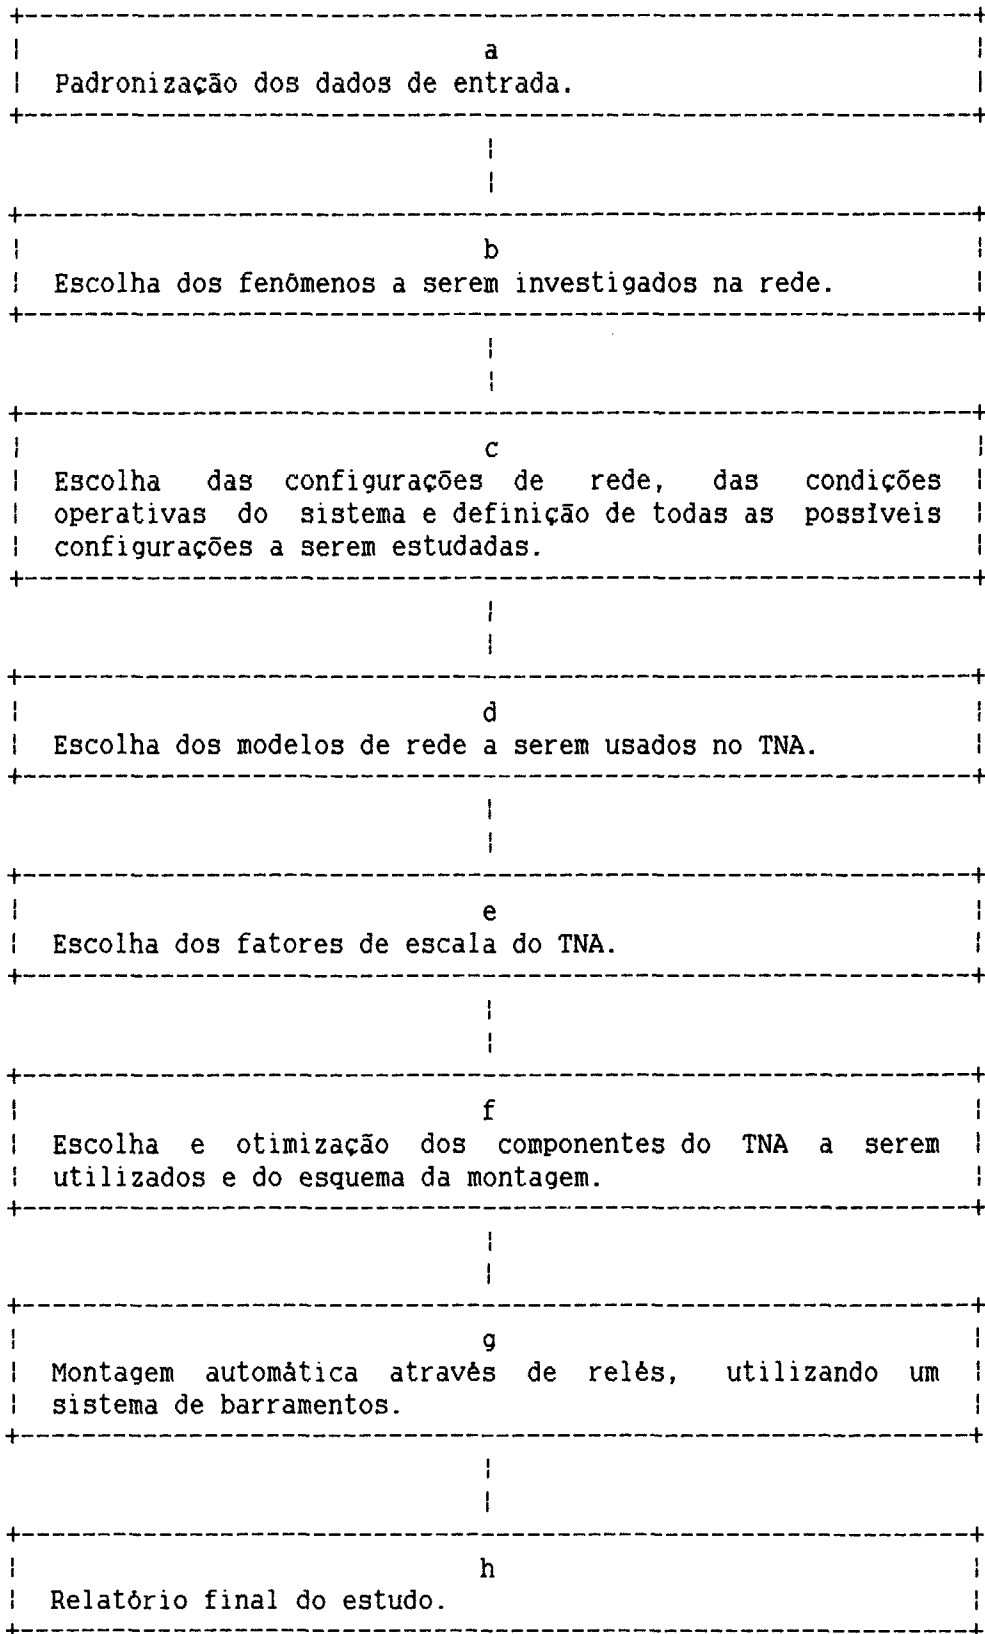 a
Padronização dos dados de entrada.
b
Escolha dos fenômenos a serem investigados na rede.
c
Escolha das configurações de rede, das condições
operativas do sistema e definição de todas as possíveis
configurações a serem estudadas.
d
Escolha dos modelos de rede a serem usados no TNA.
e
Escolha dos fatores de escala do TNA.
f
Escolha e otimização dos componentes do TNA a serem
utilizados e do esquema da montagem.
g
Montagem automática através de relés, utilizando um
sistema de barramentos.
h
Relatório final do estudo.